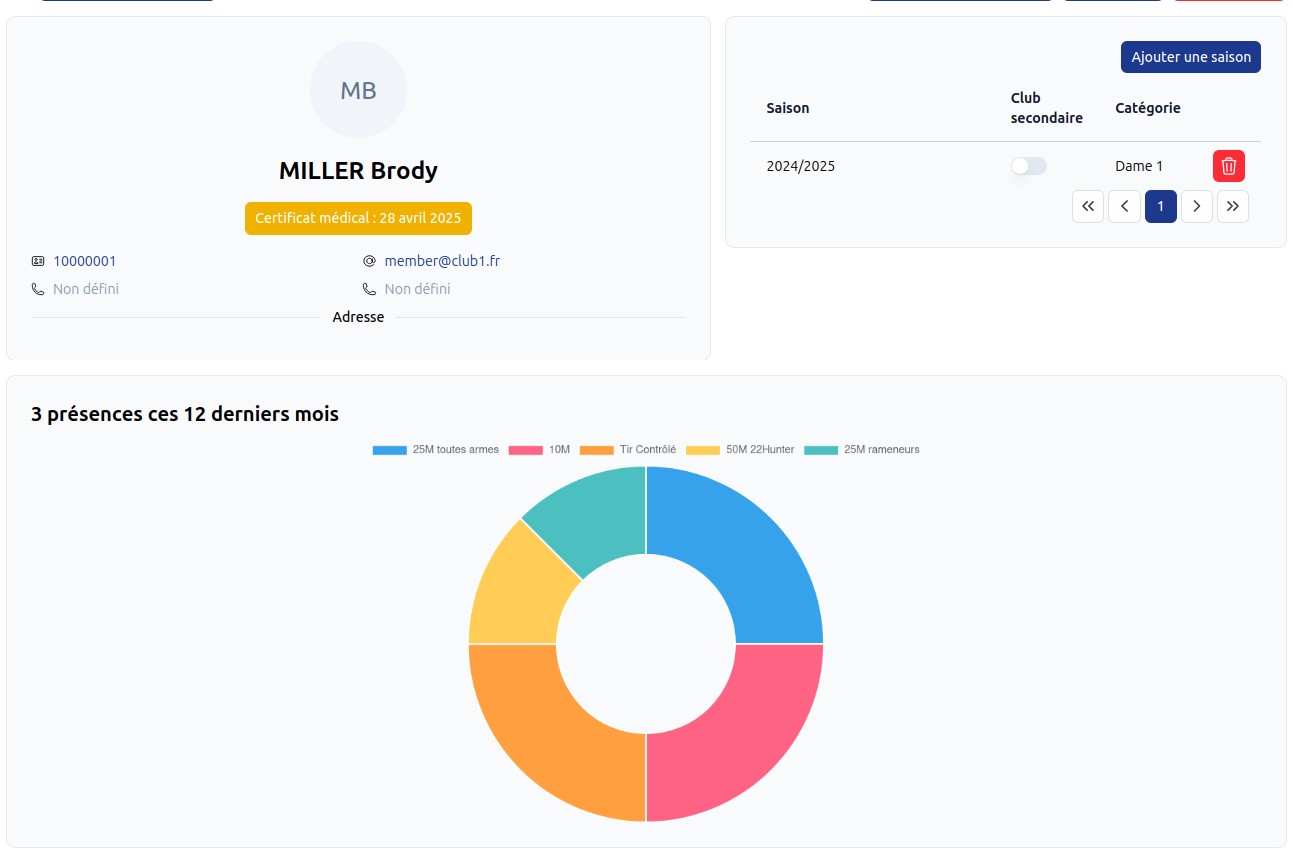 MB
MILLER Brody
Certificat médical : 28 avril 2025
10000001
member@club1.fr
Non défini
Non défini
Adresse
Ajouter une saison
Saison
Club secondaire
Catégorie
2024/2025
Dame 1
1
3 présences ces 12 derniers mois
25M toutes armes
10M
Tir Contrôlé
50M 22Hunter
25M rameneurs